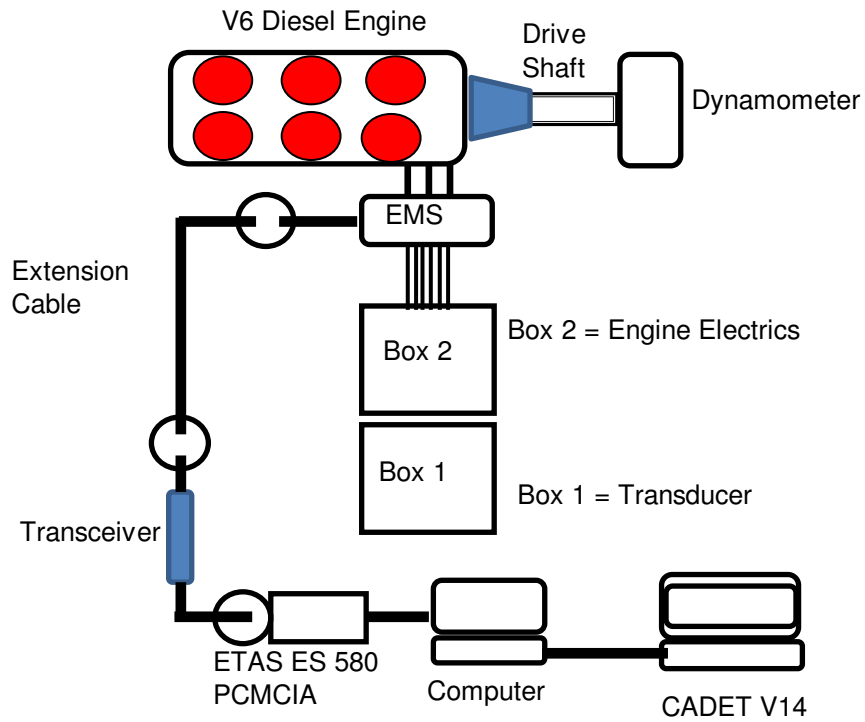 V6 Diesel Engine
Drive
Shaft
Dynamometer
EMS
Extension
Cable
Box 2
Box 2 = Engine Electrics
Box 1
Box 1 = Transducer
Transceiver
ETAS ES 580
PCMCIA
Computer
CADET V14